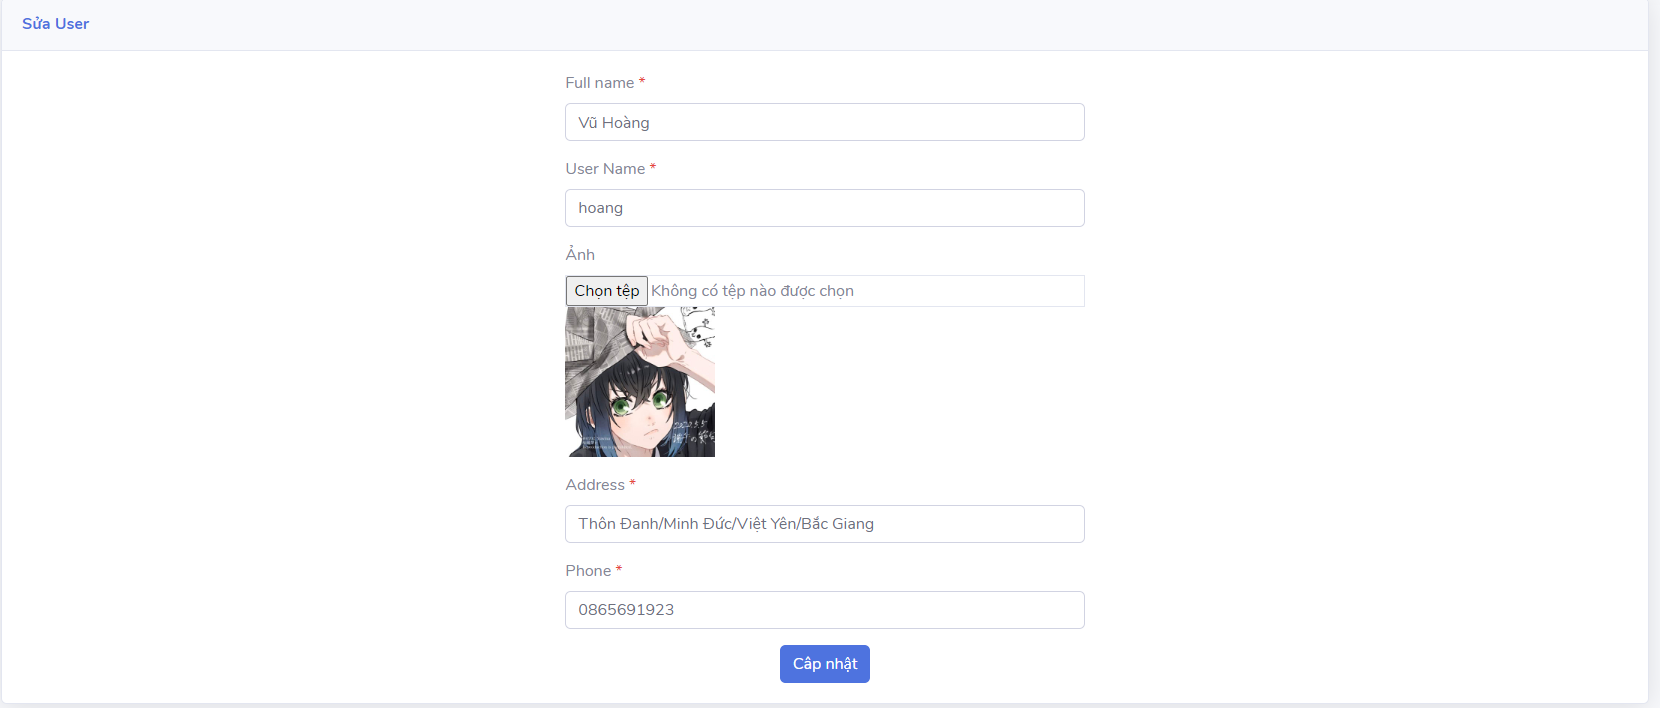 Sửa User
Full name *
Vũ Hoàng
User Name *
hoang
Ảnh
Chọn tệp Không có tệp nào được chọn
Address *
Thôn Đanh/Minh Đức/Việt Yên/Bắc Giang
Phone *
0865691923
Câp nhật